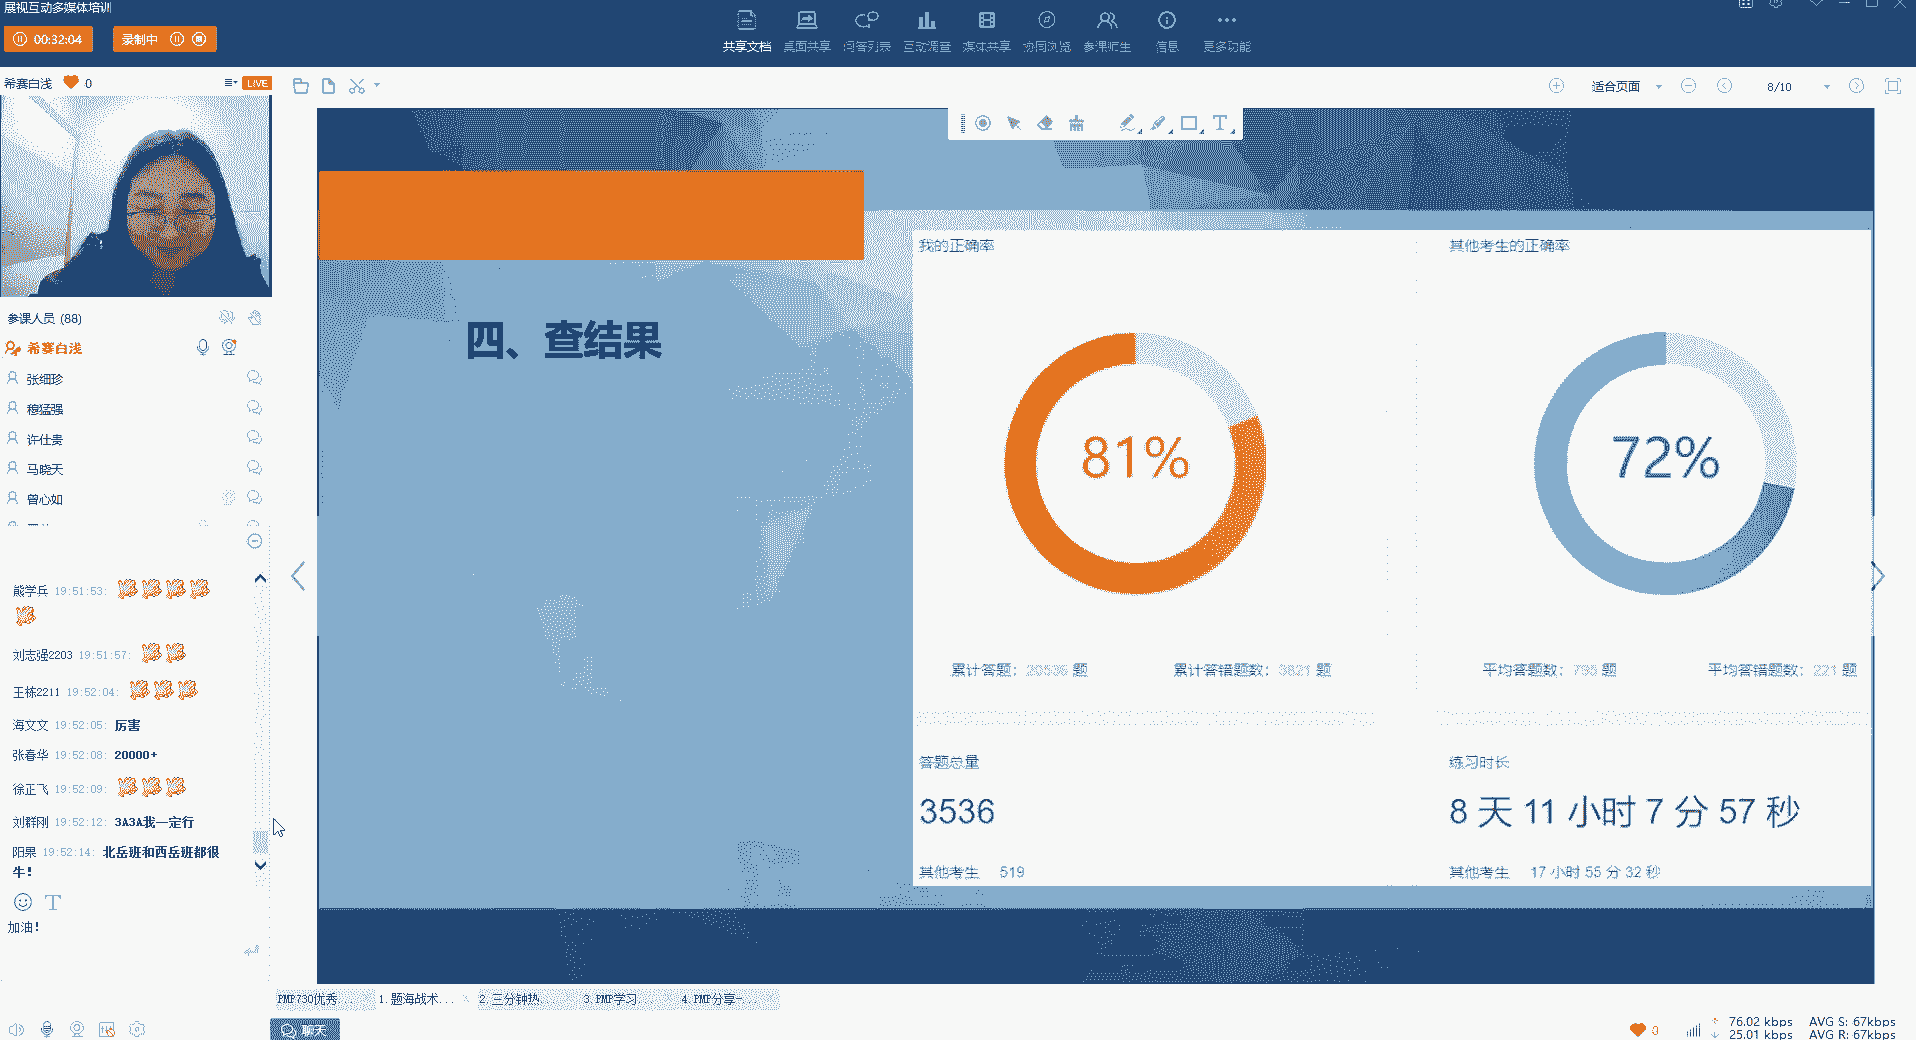 展视互动多媒体培训
00:32:04
录制中
共享文档
桌面共享
问答列表
互动调查
媒体共享
协同浏览
参课师生
信息
更多功能
希赛白浅
0
LIVE
适合页面
8/10
参课人员 (88)
希赛白浅
张细珍
穆猛强
许仕贵
马晓天
曾心如
熊学兵 19:51:53:
刘志强2203 19:51:57:
王栋2211 19:52:04:
海文文 19:52:05: 厉害
张春华 19:52:08: 20000+
徐正飞 19:52:09:
刘群刚 19:52:12: 3A3A我一定行
阳果 19:52:14: 北岳班和西岳班都很
牛!
加油!
四、查结果
我的正确率
81%
累计答题: 20536 题
累计答错题数: 3821 题
其他考生的正确率
72%
平均答题数: 795 题
平均答错题数: 221 题
答题总量
3536
其他考生 519
练习时长
8 天 11 小时 7 分 57 秒
其他考生 17 小时 55 分 32 秒
PMP730优秀...
1.题海战术...
2.三分钟热...
3.PMP学习...
4.PMP分享-...
聊天
0
76.02 kbps AVG S: 67kbps
25.01 kbps AVG R: 67kbps